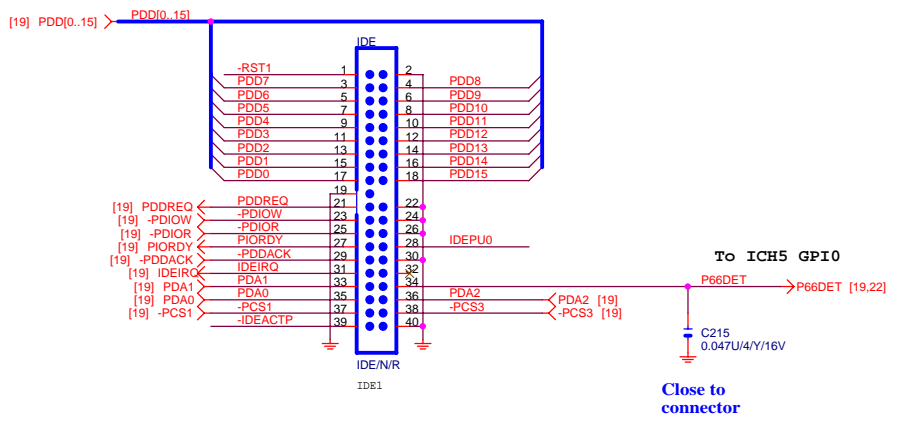 [19] PDD[0..15]
PDD[0..15]
IDE
-RST1 1 2
PDD7 3 4 PDD8
PDD6 5 6 PDD9
PDD5 7 8 PDD10
PDD4 9 10 PDD11
PDD3 11 12 PDD12
PDD2 13 14 PDD13
PDD1 15 16 PDD14
PDD0 17 18 PDD15
19
[19] PDDREQ PDDREQ 21 22
[19] -PDIOW -PDIOW 23 24
[19] -PDIOR -PDIOR 25 26
[19] PIORDY PIORDY 27 28 IDEPU0
[19] -PDDACK -PDDACK 29 30
[19] IDEIRQ IDEIRQ 31 32
[19] PDA1 PDA1 33 34
[19] PDA0 PDA0 35 36 PDA2 PDA2 [19]
[19] -PCS1 -PCS1 37 38 -PCS3 -PCS3 [19]
-IDEACTP 39 40
IDE/N/R
IDE1
To ICH5 GPI0
P66DET
P66DET [19,22]
C215
0.047U/4/Y/16V
Close to
connector